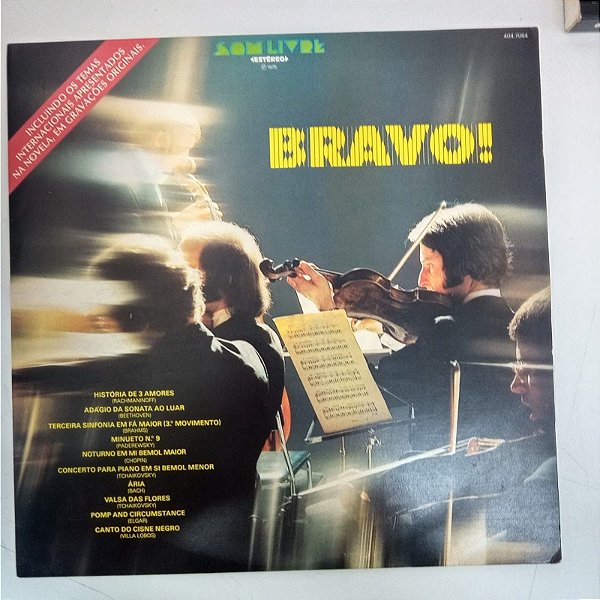 SOM LIVRE
ESTÉREO
404.7084
INCLUINDO OS TEMAS
INTERNACIONAIS APRESENTADOS
NA NOVELA, EM GRAVAÇÕES ORIGINAIS.
BRAVO!
HISTÓRIA DE 3 AMORES
(RACHMANINOFF)
ADAGIO DA SONATA AO LUAR
(BEETHOVEN)
TERCEIRA SINFONIA EM FÁ MAIOR (3.º MOVIMENTO)
(BRAHMS)
MINUETO N.º 9
(PADEREWSKY)
NOTURNO EM MI BEMOL MAIOR
(CHOPIN)
CONCERTO PARA PIANO EM SI BEMOL MENOR
(TCHAIKOVSKY)
ÁRIA
(BACH)
VALSA DAS FLORES
(TCHAIKOVSKY)
POMP AND CIRCUMSTANCE
(ELGAR)
CANTO DO CISNE NEGRO
(VILLA LOBOS)